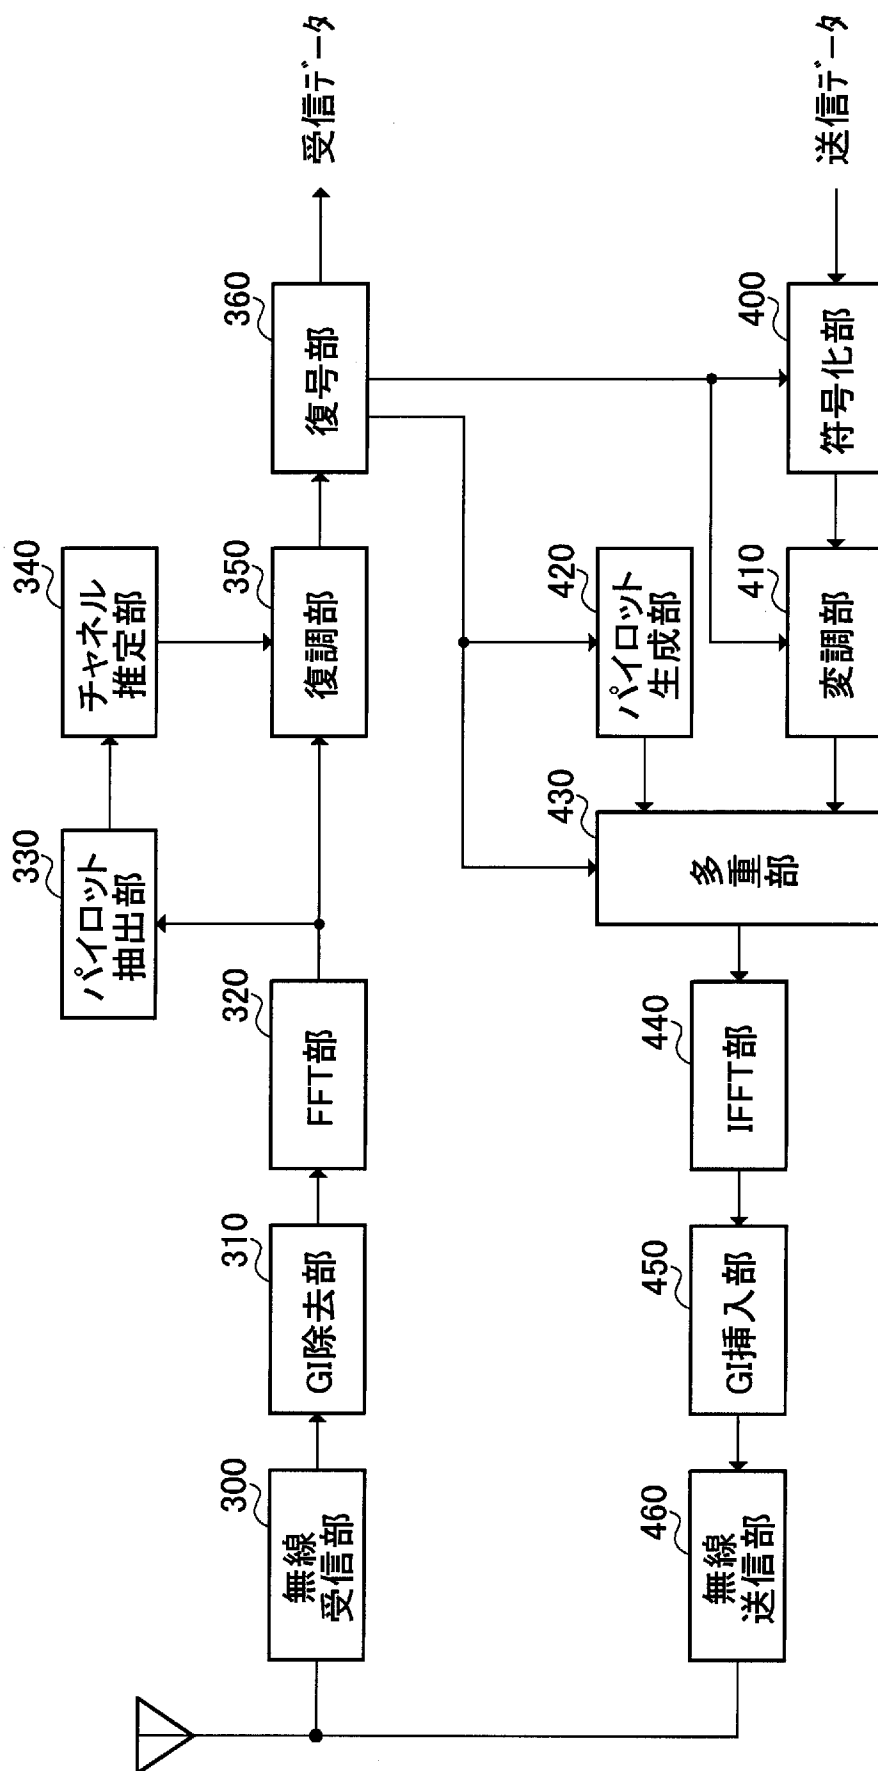 300
無線
受信部
310
GI除去部
320
FFT部
330
パイロット
抽出部
340
チャネル
推定部
350
復調部
360
復号部
受信データ
送信データ
400
符号化部
410
変調部
420
パイロット
生成部
430
多重部
440
IFFT部
450
GI挿入部
460
無線
送信部